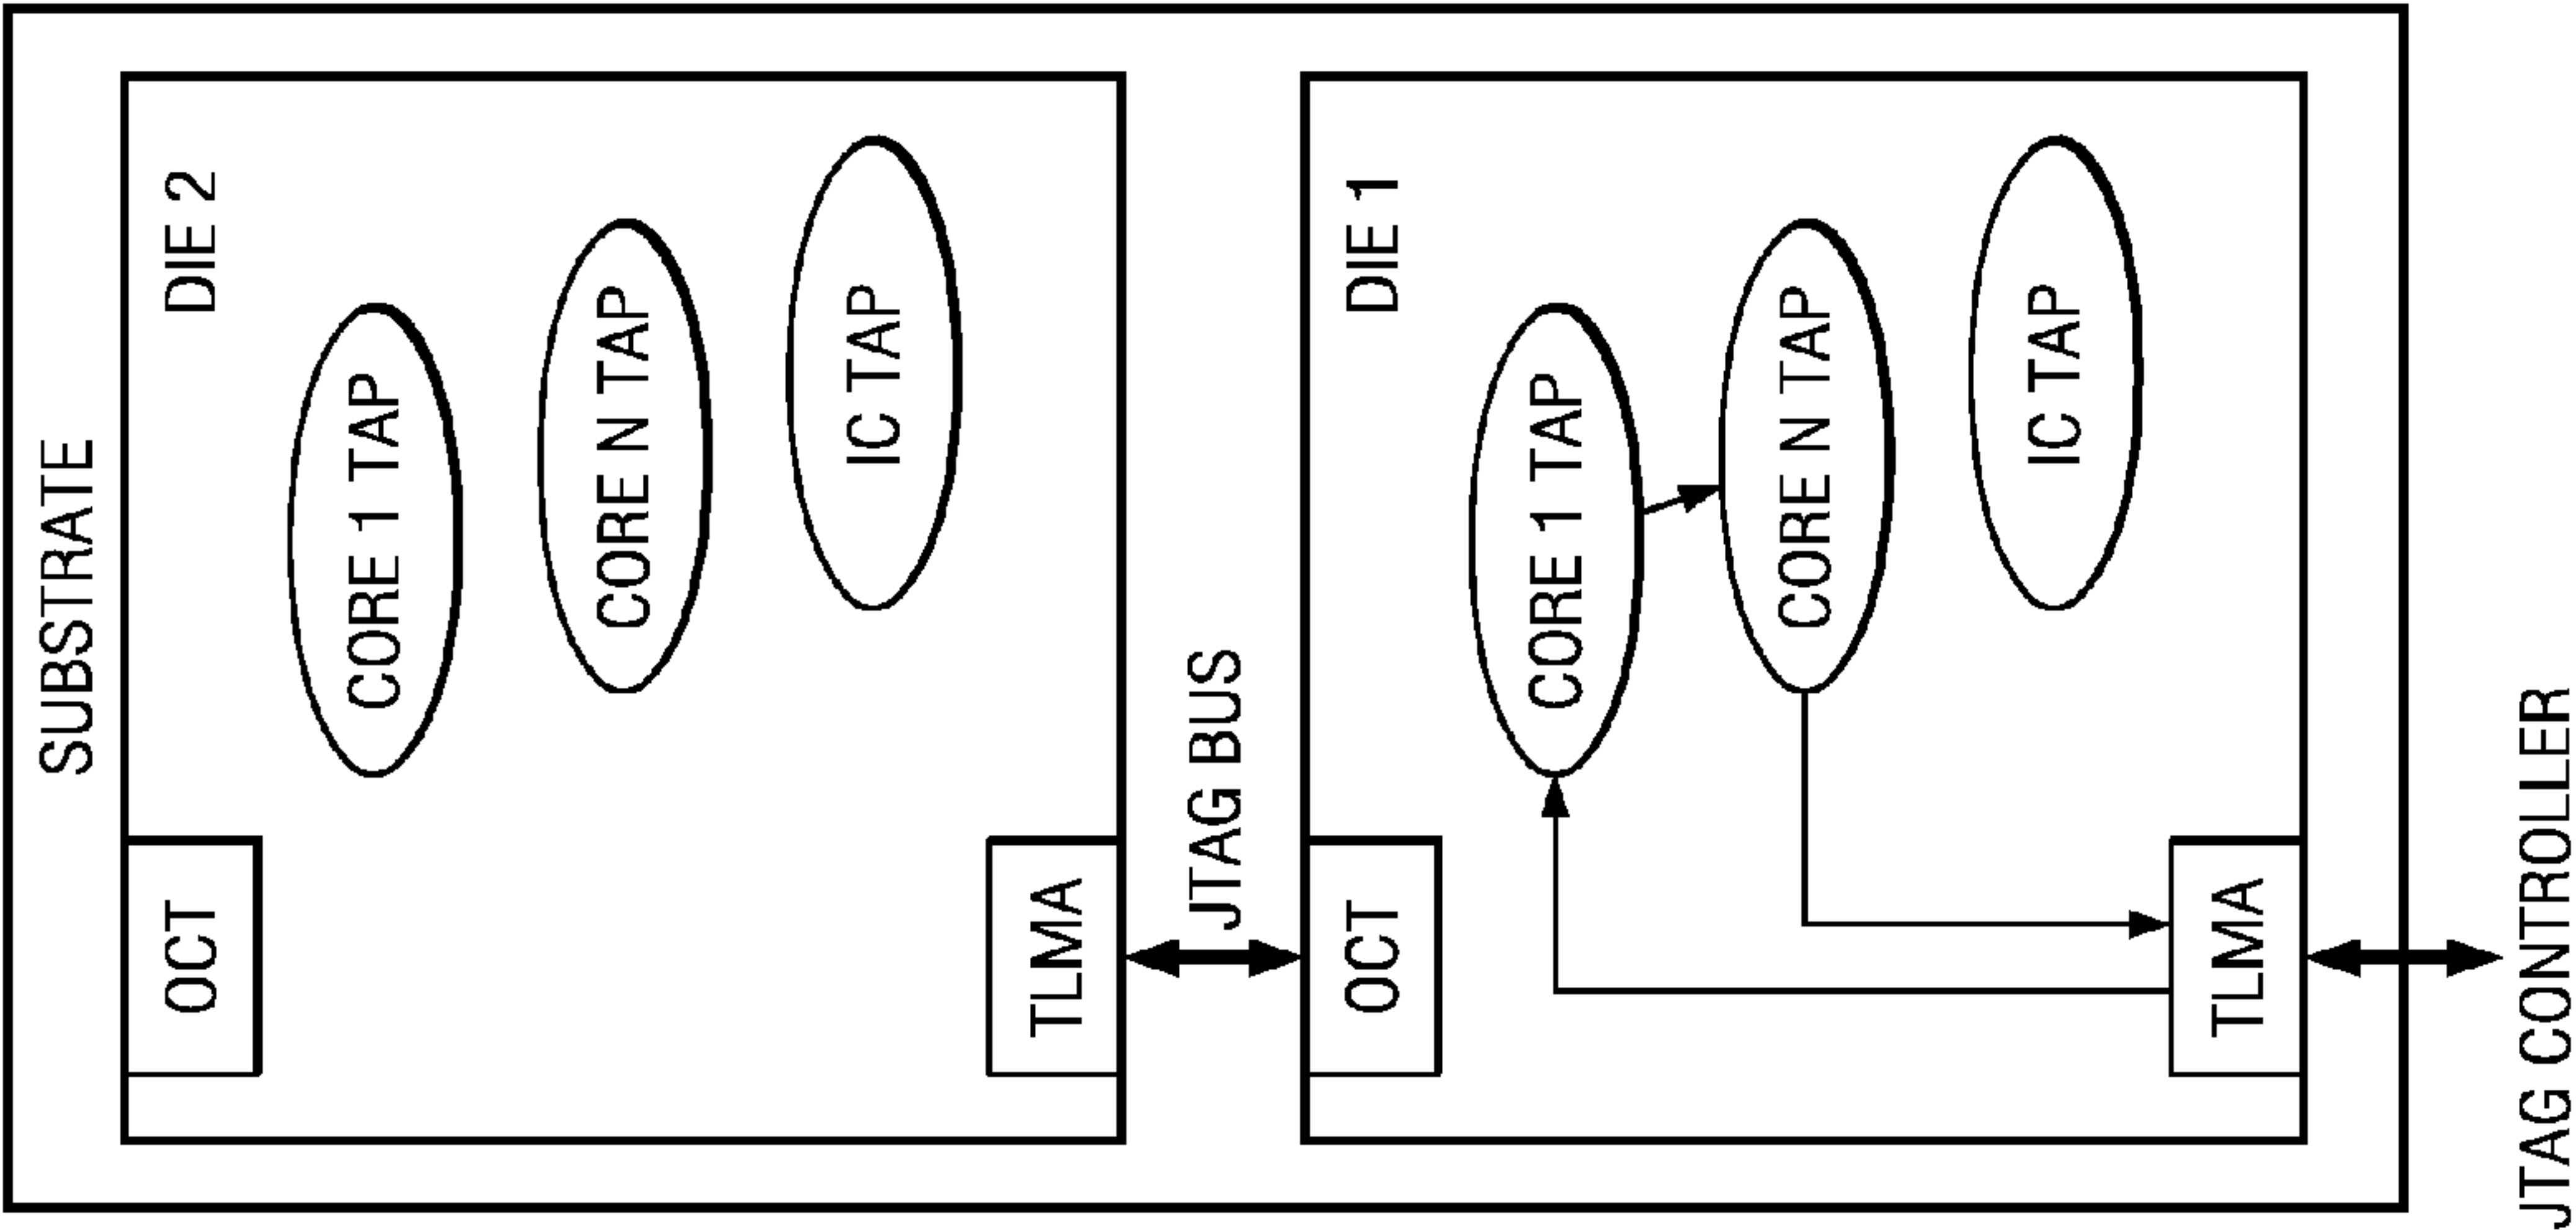 SUBSTRATE
DIE 2
CORE 1 TAP
CORE N TAP
IC TAP
OCT
TLMA
JTAG BUS
DIE 1
CORE 1 TAP
CORE N TAP
IC TAP
OCT
TLMA
JTAG CONTROLLER